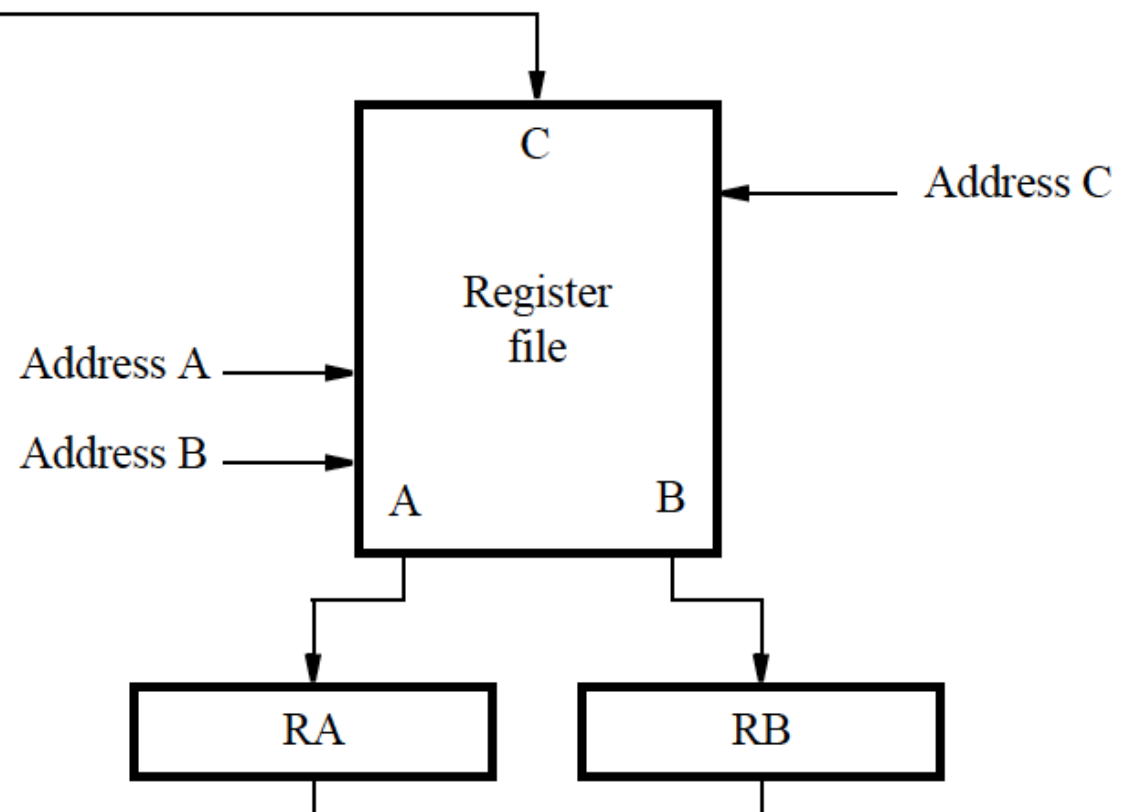 C
Address C
Register
file
Address A
Address B
A
B
RA
RB